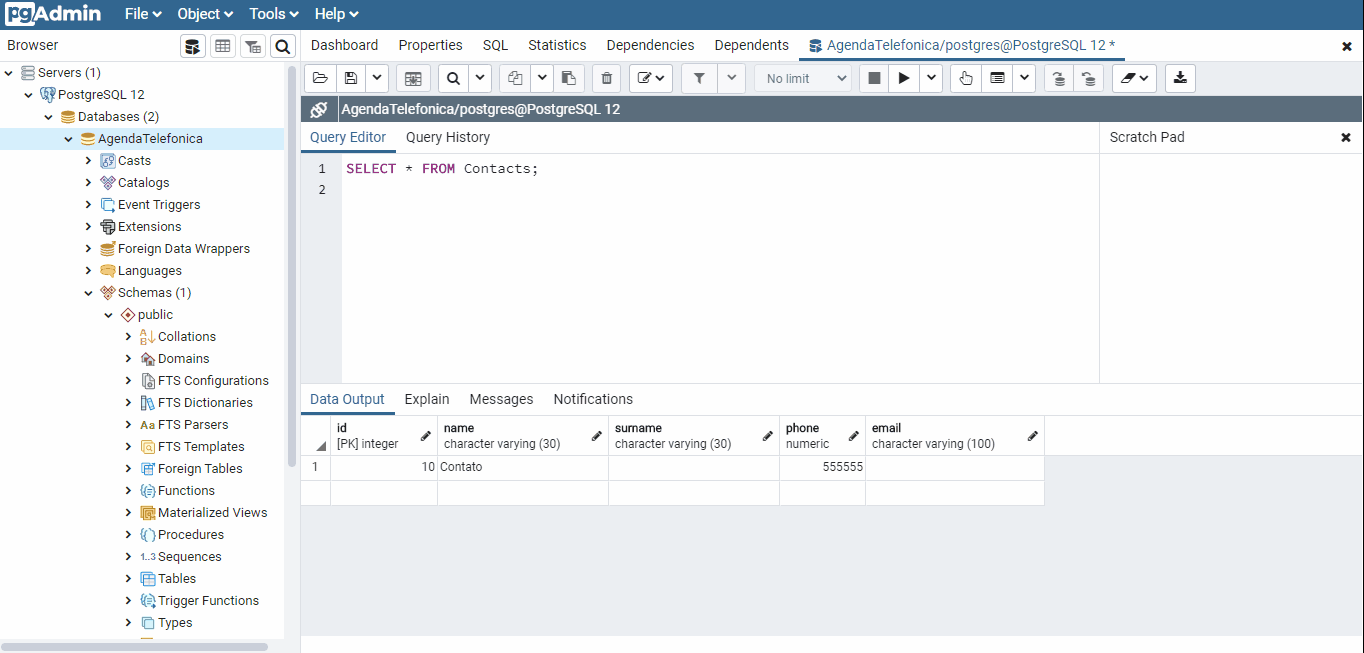 pgAdmin File Object Tools Help
Browser
Dashboard Properties SQL Statistics Dependencies Dependents AgendaTelefonica/postgres@PostgreSQL 12 *
Servers (1)
PostgreSQL 12
Databases (2)
AgendaTelefonica
Casts
Catalogs
Event Triggers
Extensions
Foreign Data Wrappers
Languages
Schemas (1)
public
Collations
Domains
FTS Configurations
FTS Dictionaries
Aa FTS Parsers
FTS Templates
Foreign Tables
Functions
Materialized Views
Procedures
1..3 Sequences
Tables
Trigger Functions
Types
No limit
AgendaTelefonica/postgres@PostgreSQL 12
Query Editor Query History
Scratch Pad
1 SELECT * FROM Contacts;
2
Data Output Explain Messages Notifications
id name surname phone email
[PK] integer character varying (30) character varying (30) numeric character varying (100)
1 10 Contato 555555